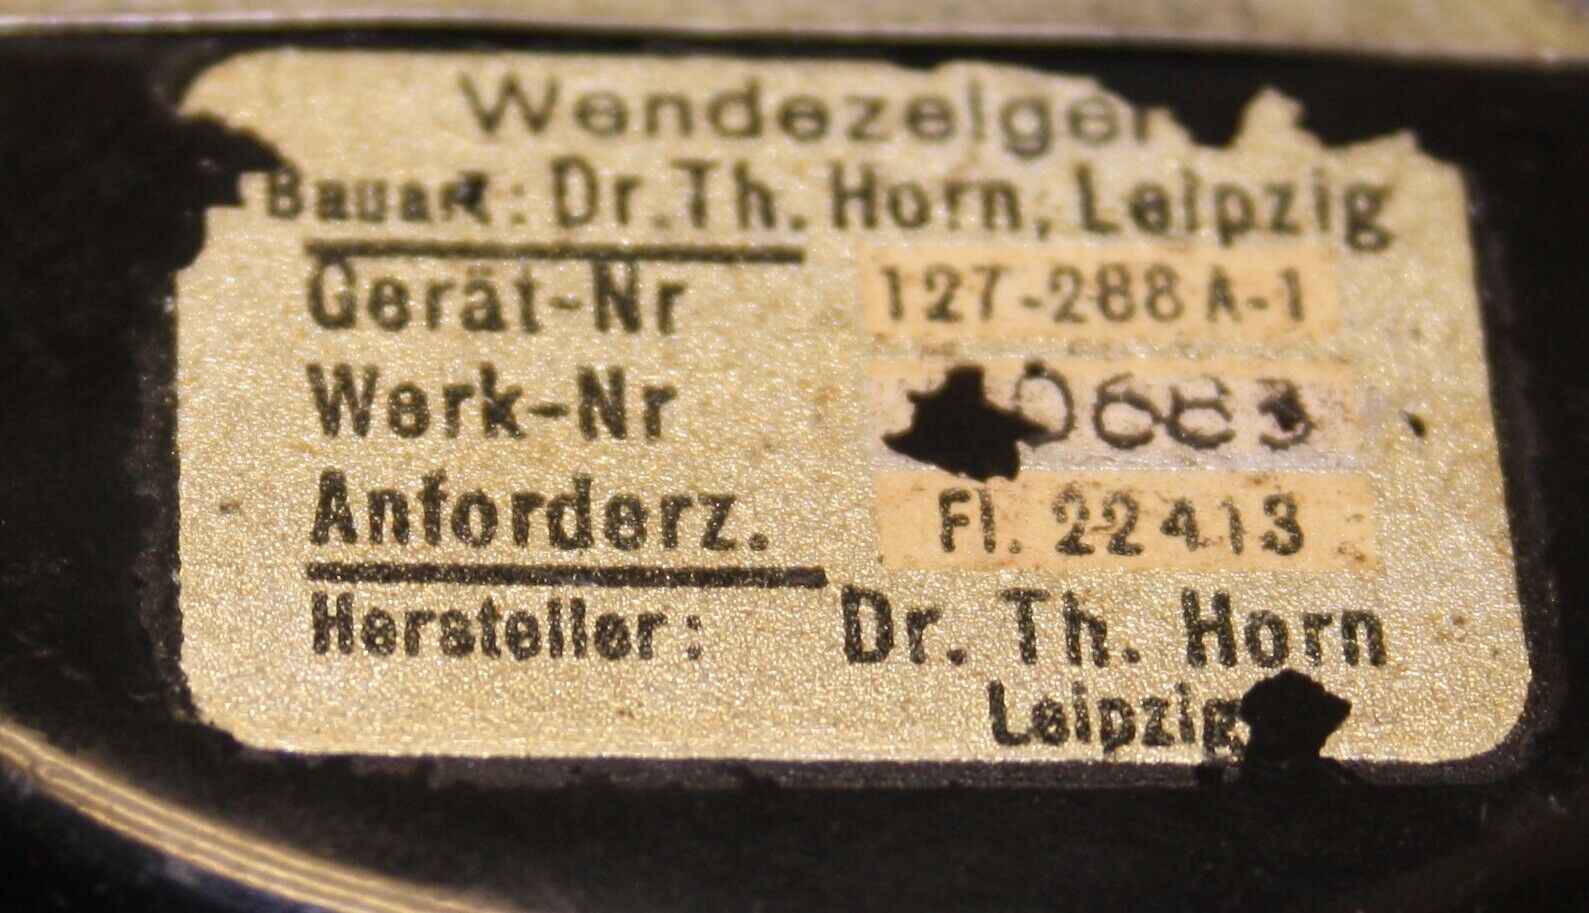 Wendezeiger
Bauart: Dr. Th. Horn, Leipzig
Gerät-Nr 127-288 A-1
Werk-Nr
Anforderz. Fl. 22413
Hersteller: Dr. Th. Horn
Leipzig